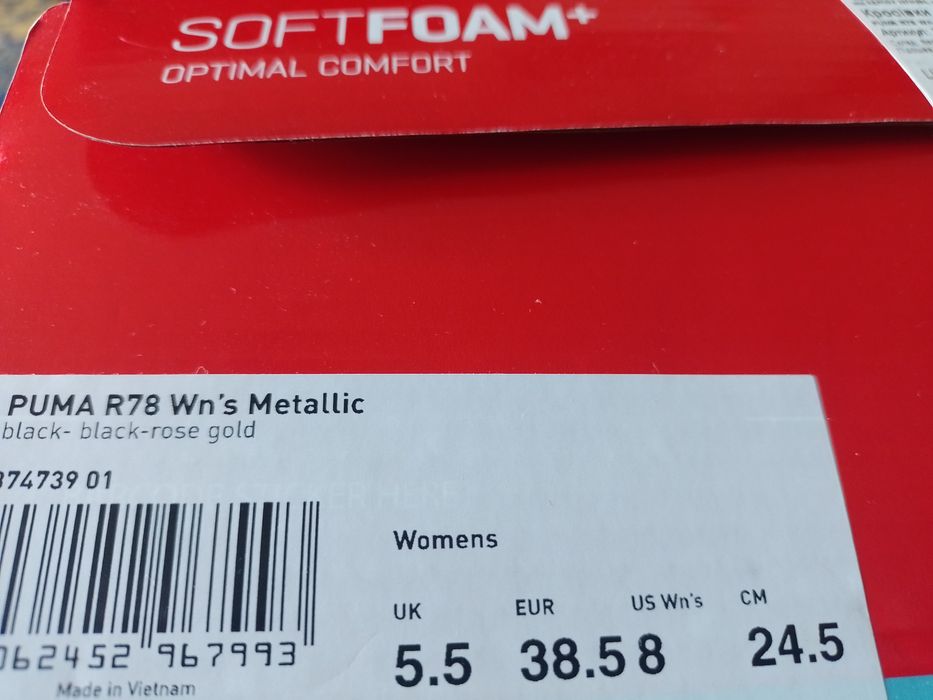 SOFTFOAM+
OPTIMAL COMFORT
Кросівки
PUMA R78 Wn's Metallic
black- black-rose gold
374739 01
Womens
UK EUR US Wn's CM
5.5 38.5 8 24.5
062452 967993
Made in Vietnam